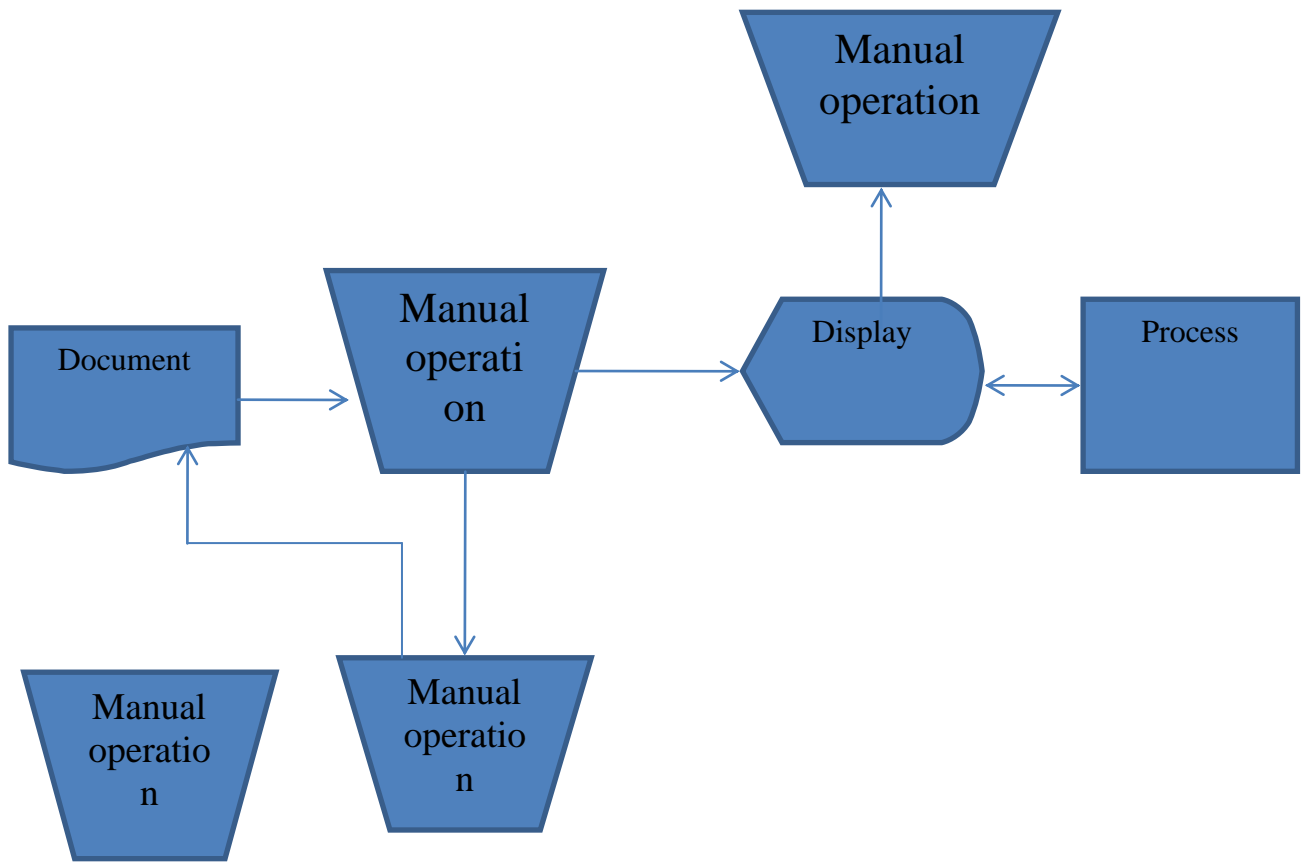 Manual
operation
Manual
operati
on
Display
Process
Document
Manual
operatio
n
Manual
operatio
n